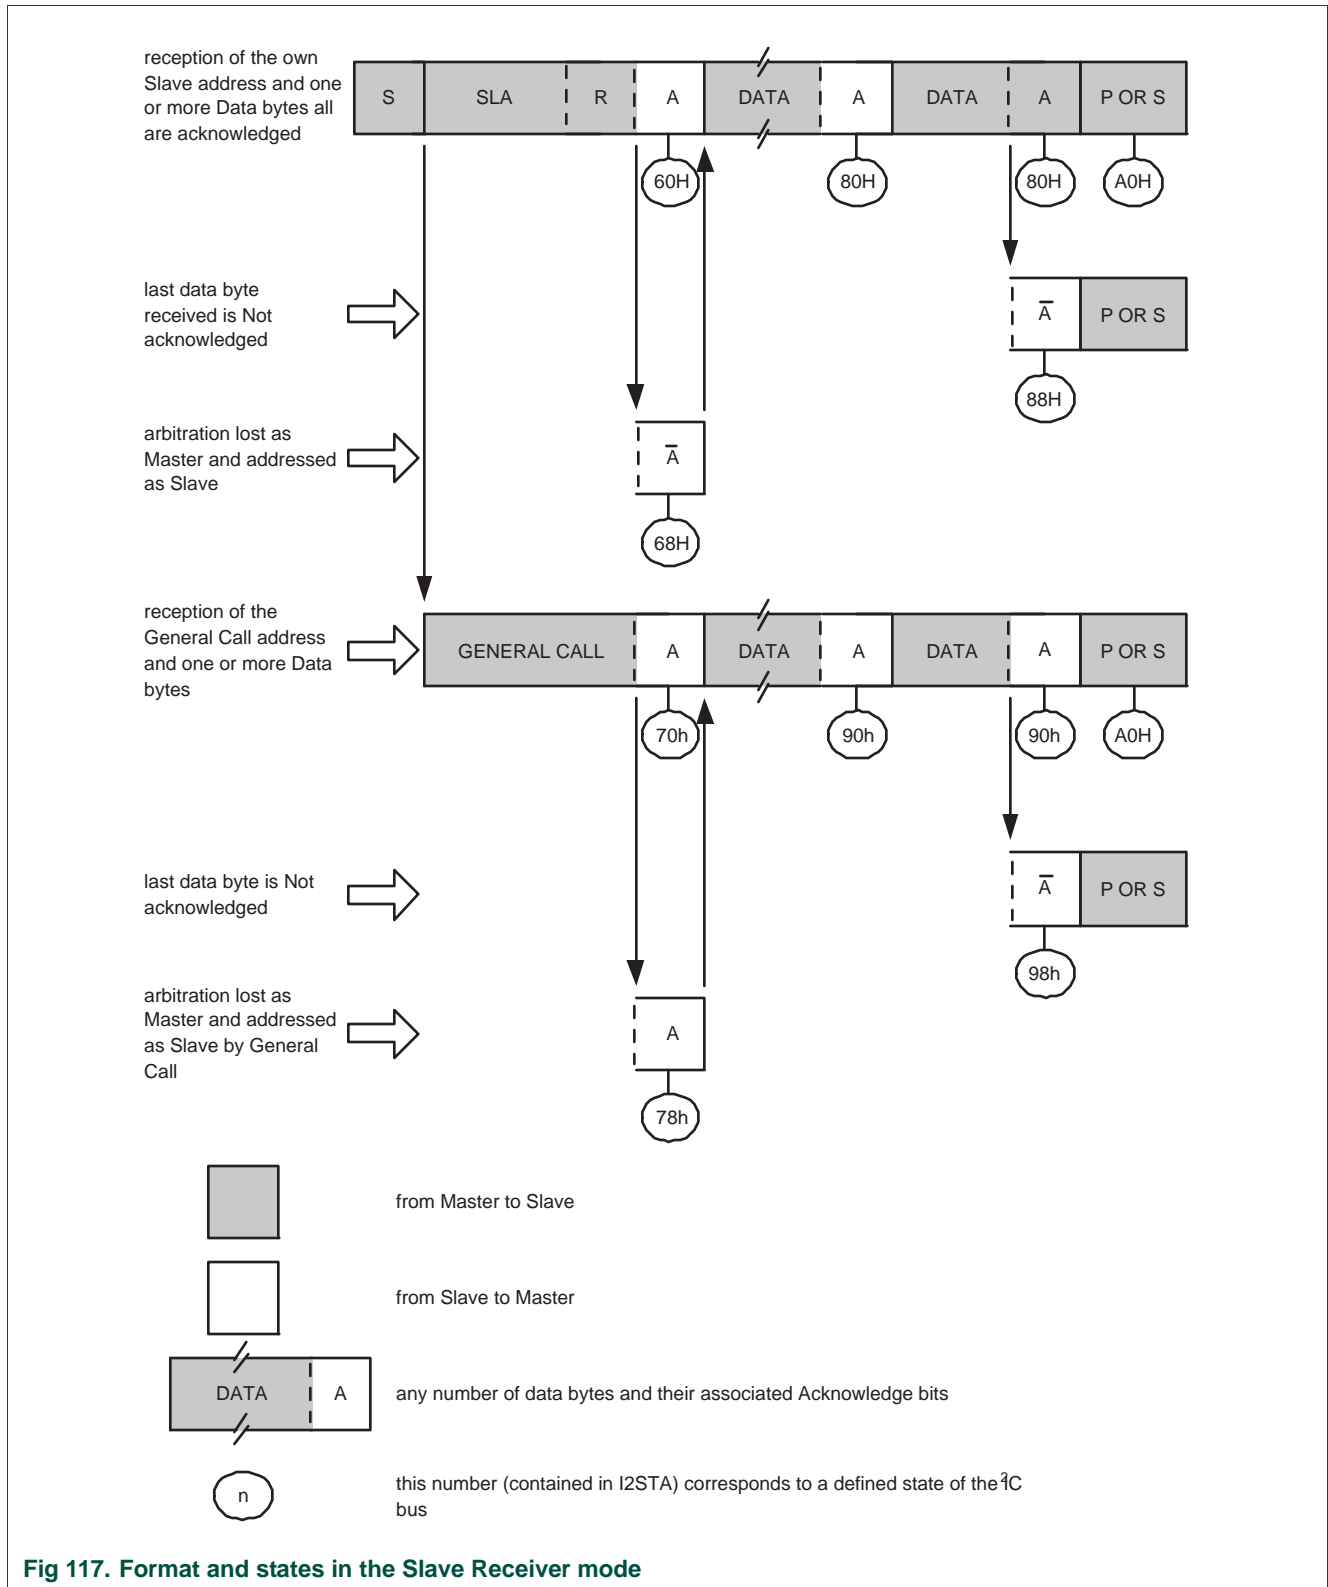 reception of the own
Slave address and one
or more Data bytes all
are acknowledged
S SLA R A DATA A DATA A P OR S
60H 80H 80H A0H
last data byte
received is Not
acknowledged
A̅ P OR S
88H
arbitration lost as
Master and addressed
as Slave
A̅
68H
reception of the
General Call address
and one or more Data
bytes
GENERAL CALL A DATA A DATA A P OR S
70h 90h 90h A0H
last data byte is Not
acknowledged
A̅ P OR S
98h
arbitration lost as
Master and addressed
as Slave by General
Call
A
78h
from Master to Slave
from Slave to Master
DATA A any number of data bytes and their associated Acknowledge bits
n this number (contained in I2STA) corresponds to a defined state of the I²C
bus
Fig 117. Format and states in the Slave Receiver mode